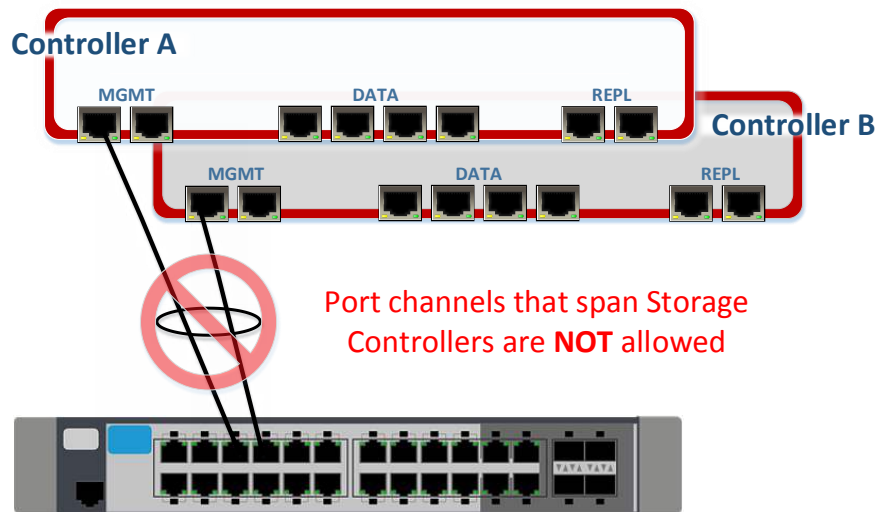 Controller A
MGMT DATA REPL
Controller B
MGMT DATA REPL
Port channels that span Storage
Controllers are NOT allowed